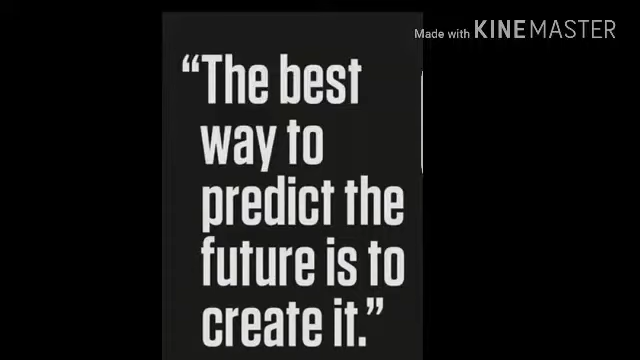 Made with KINEMASTER
“The best
way to
predict the
future is to
create it.”